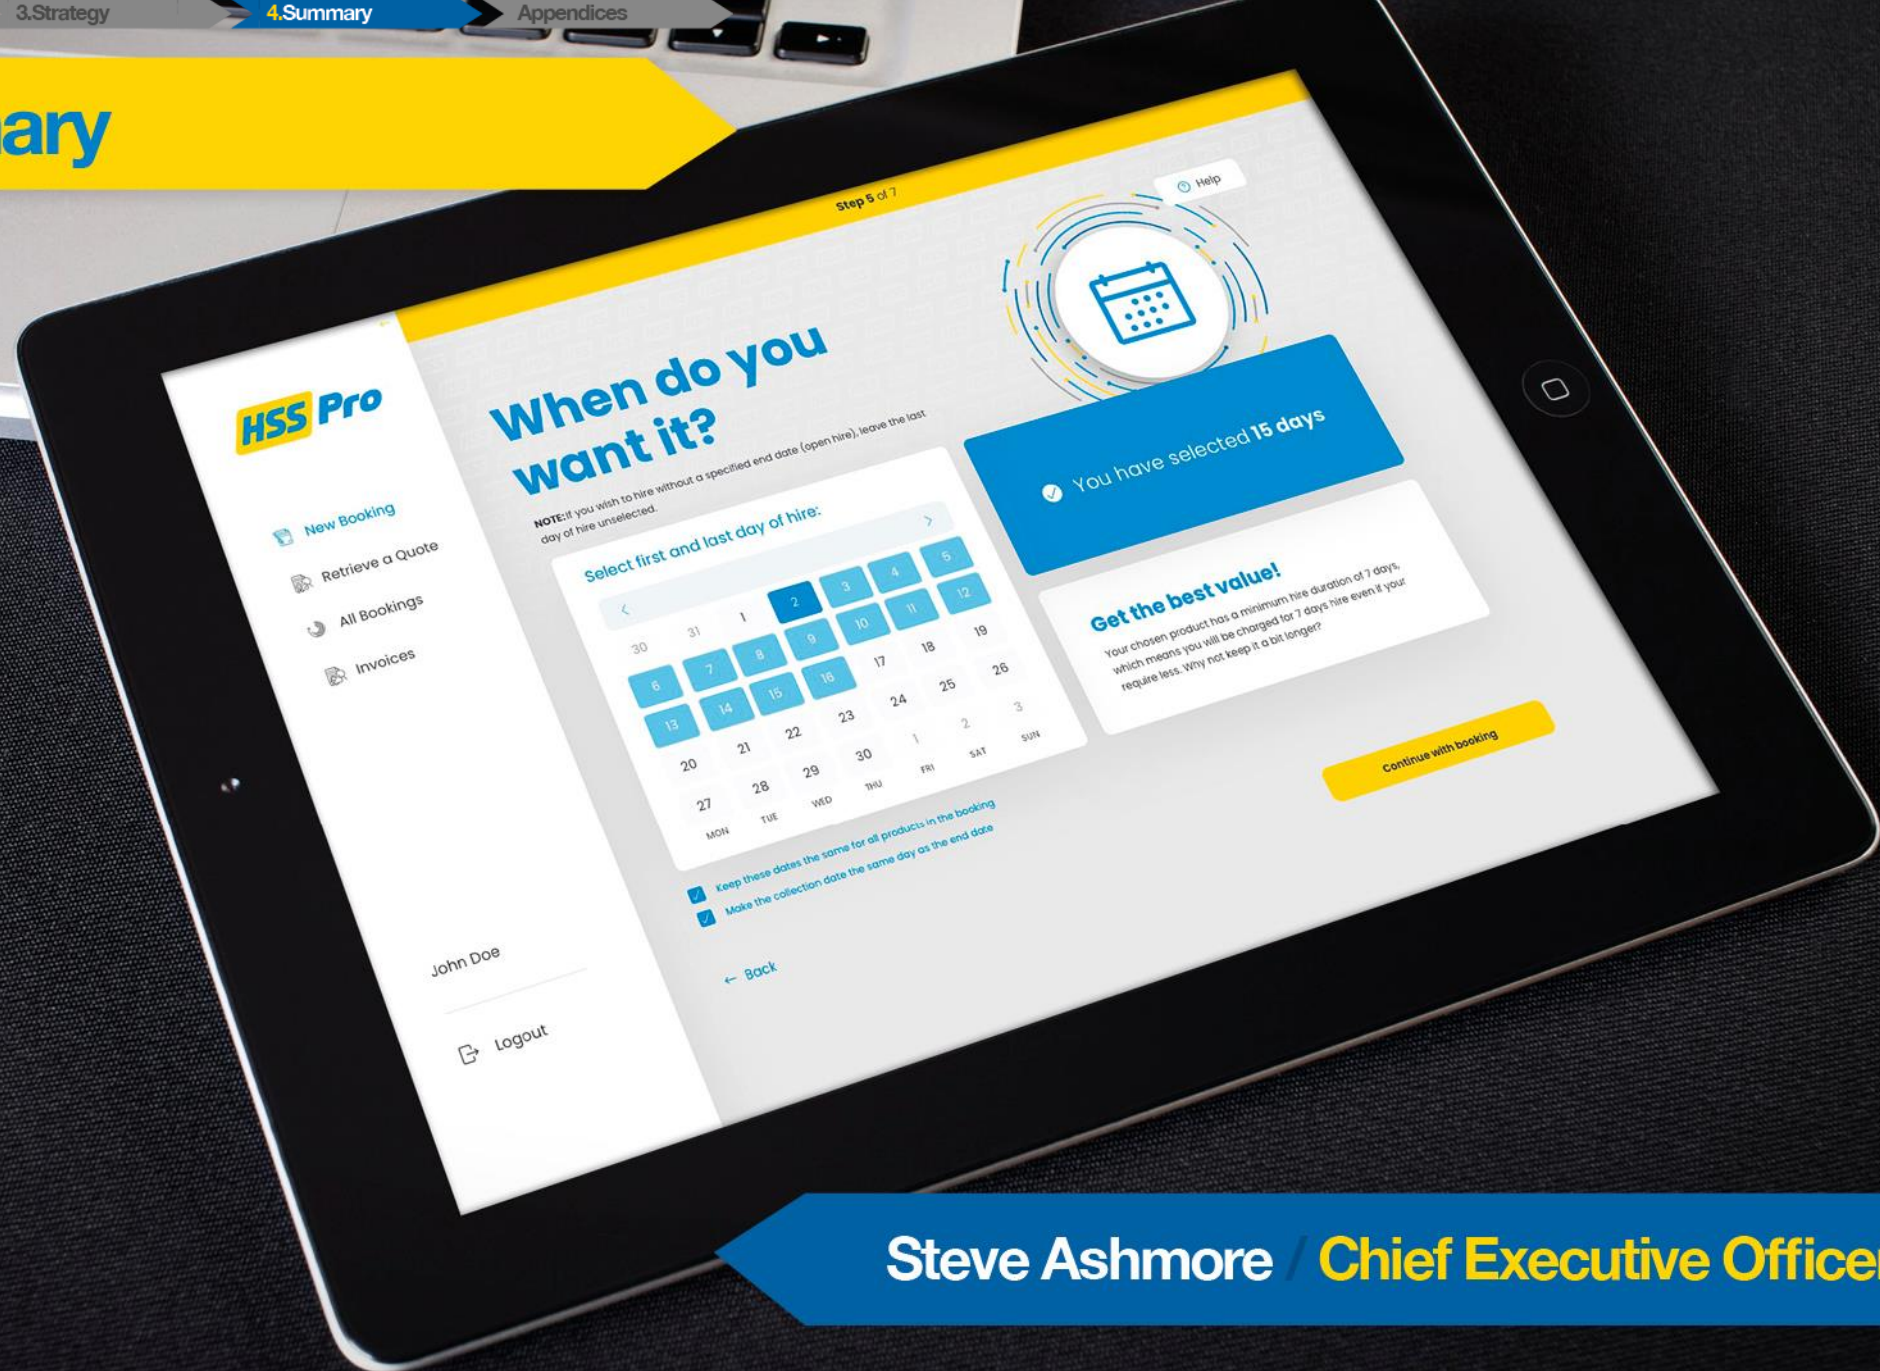 3.Strategy
4.Summary
Appendices
ary
Step 5 of 7
Help
HSS Pro
New Booking
Retrieve a Quote
All Bookings
Invoices
John Doe
Logout
When do you
want it?
NOTE: If you wish to hire without a specified end date (open hire), leave the last
day of hire unselected.
Select first and last day of hire:
30 31 1 2 3 4 5
6 7 8 9 10 11 12
13 14 15 16 17 18 19
20 21 22 23 24 25 26
27 28 29 30 1 2 3
MON TUE WED THU FRI SAT SUN
Keep these dates the same for all products in the booking
Make the collection date the same day as the end date
← Back
You have selected 15 days
Get the best value!
Your chosen product has a minimum hire duration of 7 days,
which means you will be charged for 7 days hire even if your
require less. Why not keep it a bit longer?
Continue with booking
Steve Ashmore / Chief Executive Officer